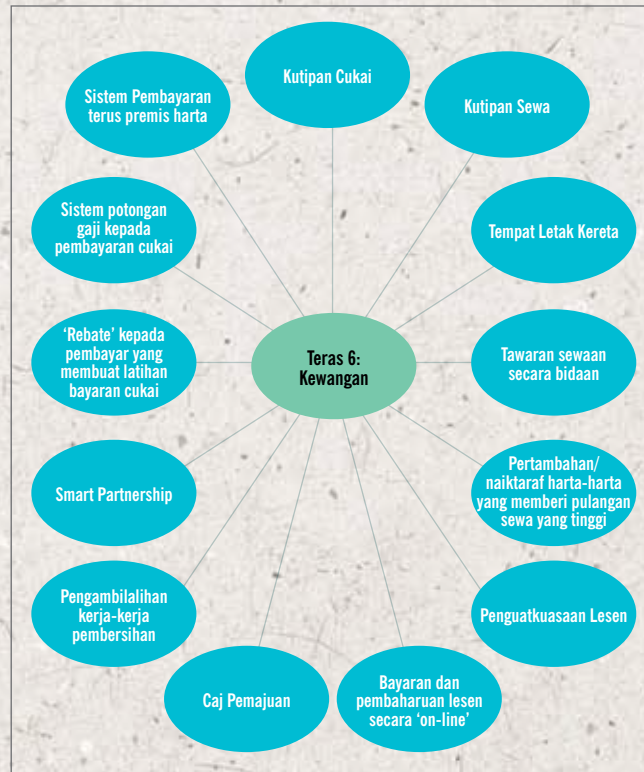 Kutipan Cukai
Kutipan Sewa
Tempat Letak Kereta
Tawaran sewaan
secara bidaan
Pertambahan/
naiktaraf harta-harta
yang memberi pulangan
sewa yang tinggi
Penguatkuasaan Lesen
Bayaran dan
pembaharuan lesen
secara ‘on-line’
Caj Pemajuan
Pengambilalihan
kerja-kerja
pembersihan
Smart Partnership
‘Rebate’ kepada
pembayar yang
membuat latihan
bayaran cukai
Sistem potongan
gaji kepada
pembayaran cukai
Sistem Pembayaran
terus premis harta
Teras 6:
Kewangan